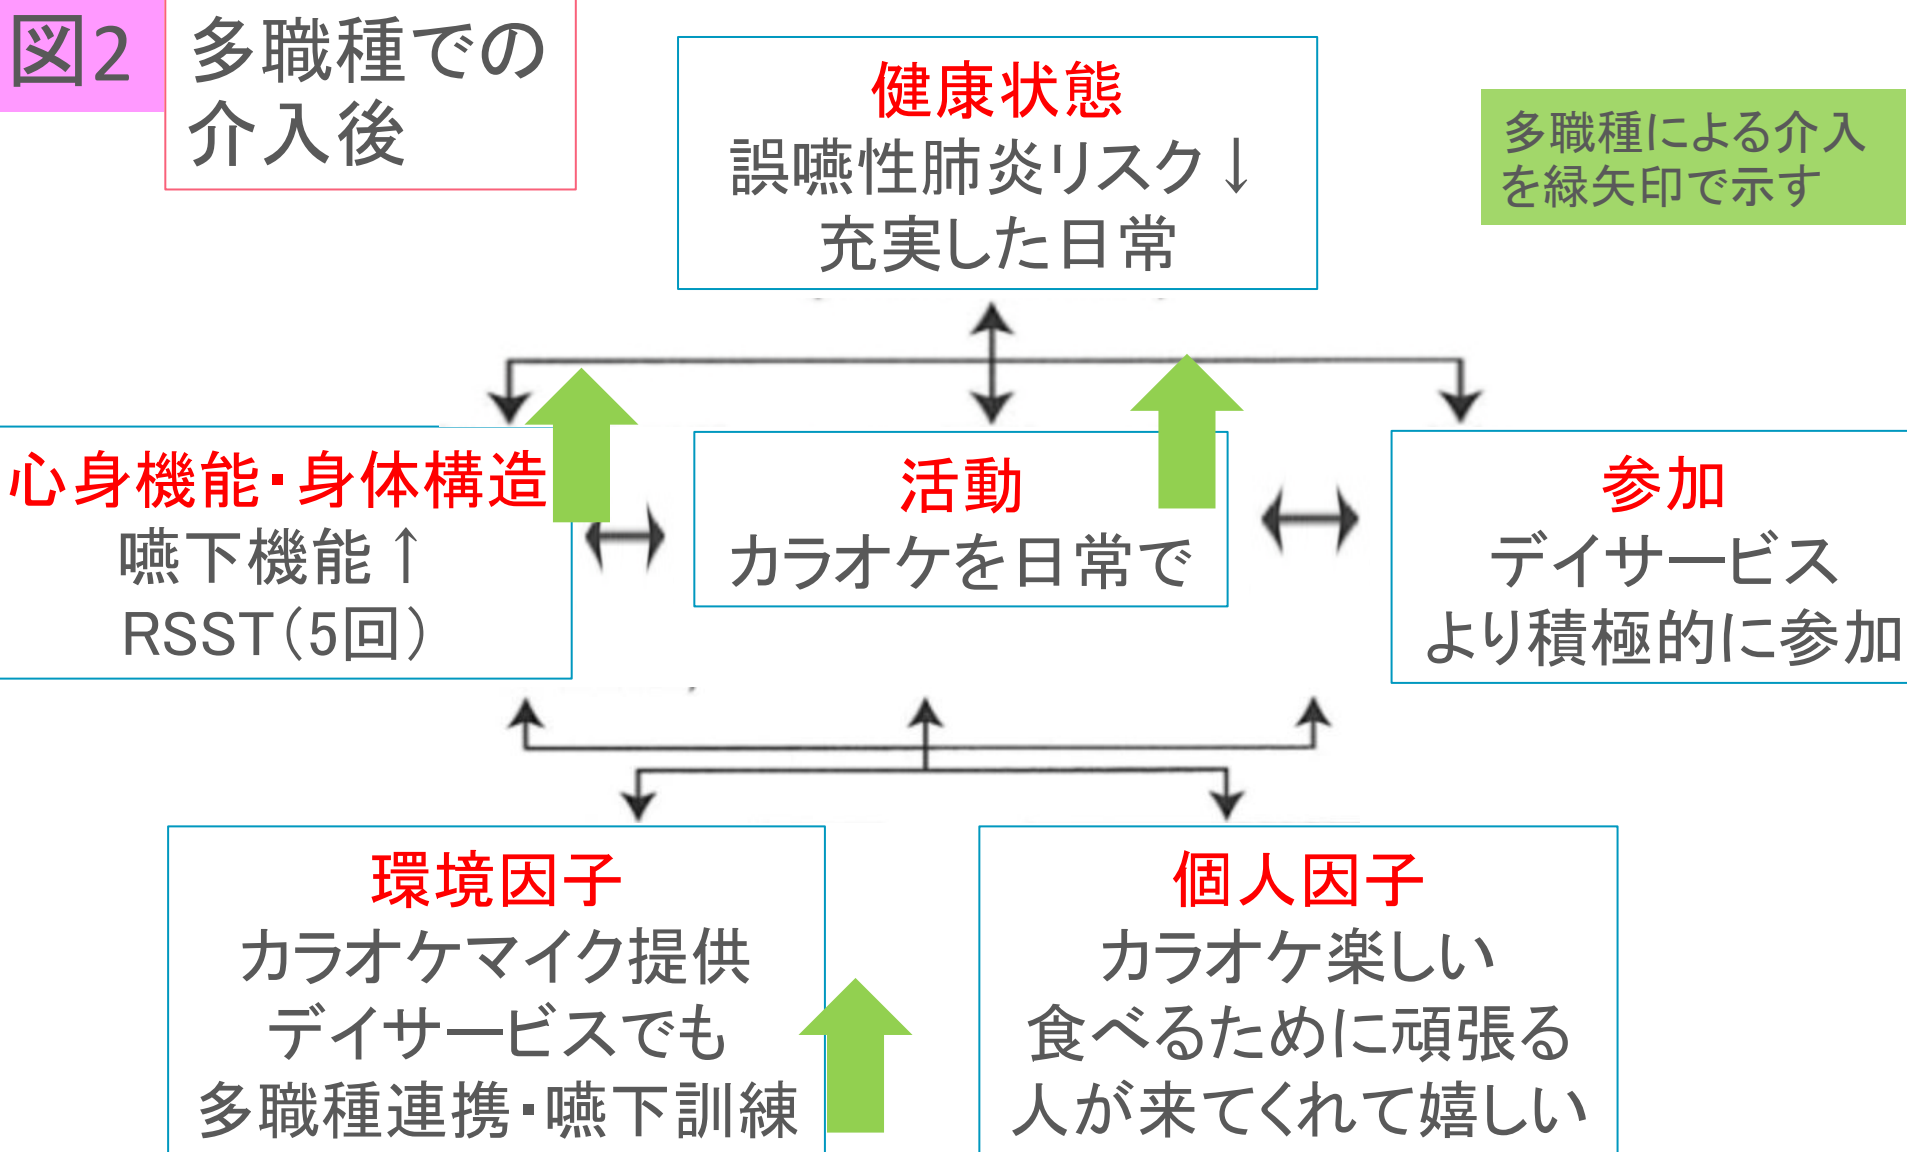 図2
多職種での
介入後
健康状態
誤嚥性肺炎リスク↓
充実した日常
多職種による介入
を緑矢印で示す
心身機能・身体構造
嚥下機能↑
RSST（5回）
活動
カラオケを日常で
参加
デイサービス
より積極的に参加
環境因子
カラオケマイク提供
デイサービスでも
多職種連携・嚥下訓練
個人因子
カラオケ楽しい
食べるために頑張る
人が来てくれて嬉しい